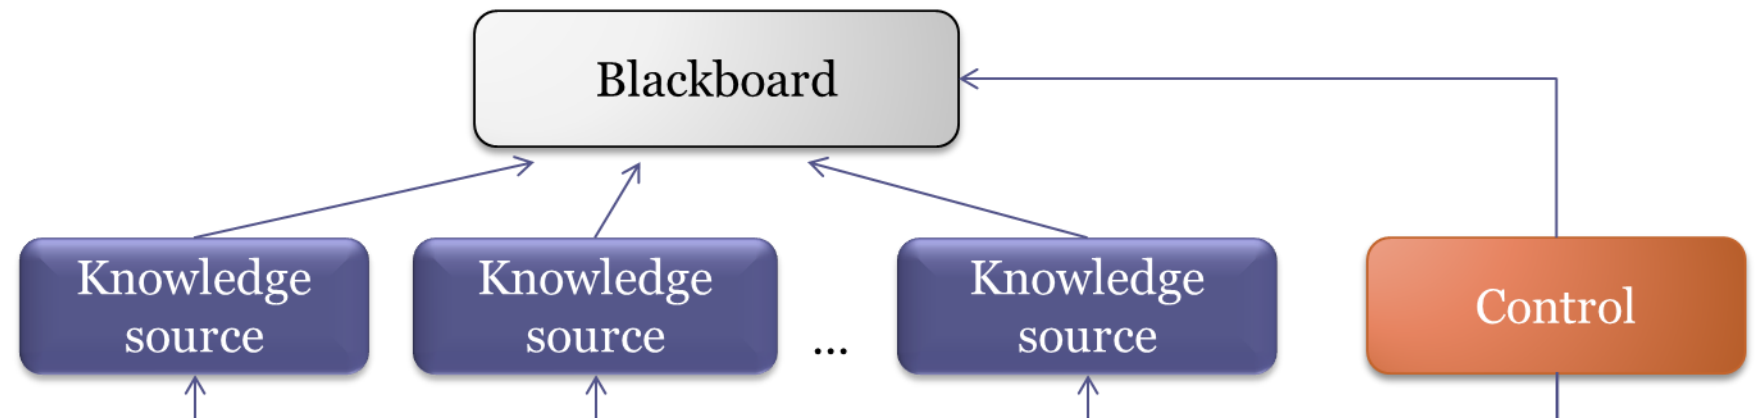 Blackboard
Knowledge
source
Knowledge
source
...
Knowledge
source
Control